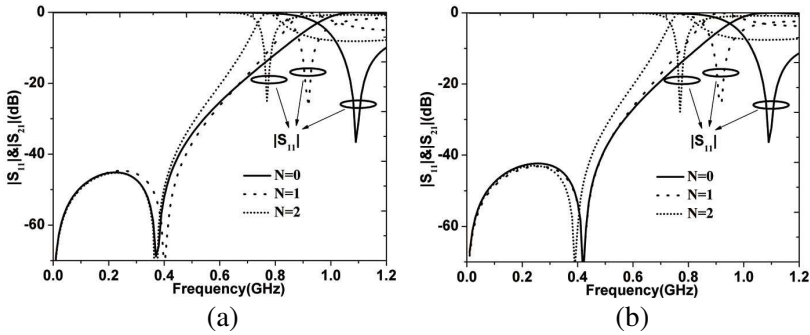 |S11|&|S21|(dB)
0
-20
-40
-60
|S11|
N=0
N=1
N=2
0.0 0.2 0.4 0.6 0.8 1.0 1.2
Frequency(GHz)
(a)
|S11|&|S21|(dB)
0
-20
-40
-60
|S11|
N=0
N=1
N=2
0.0 0.2 0.4 0.6 0.8 1.0 1.2
Frequency(GHz)
(b)